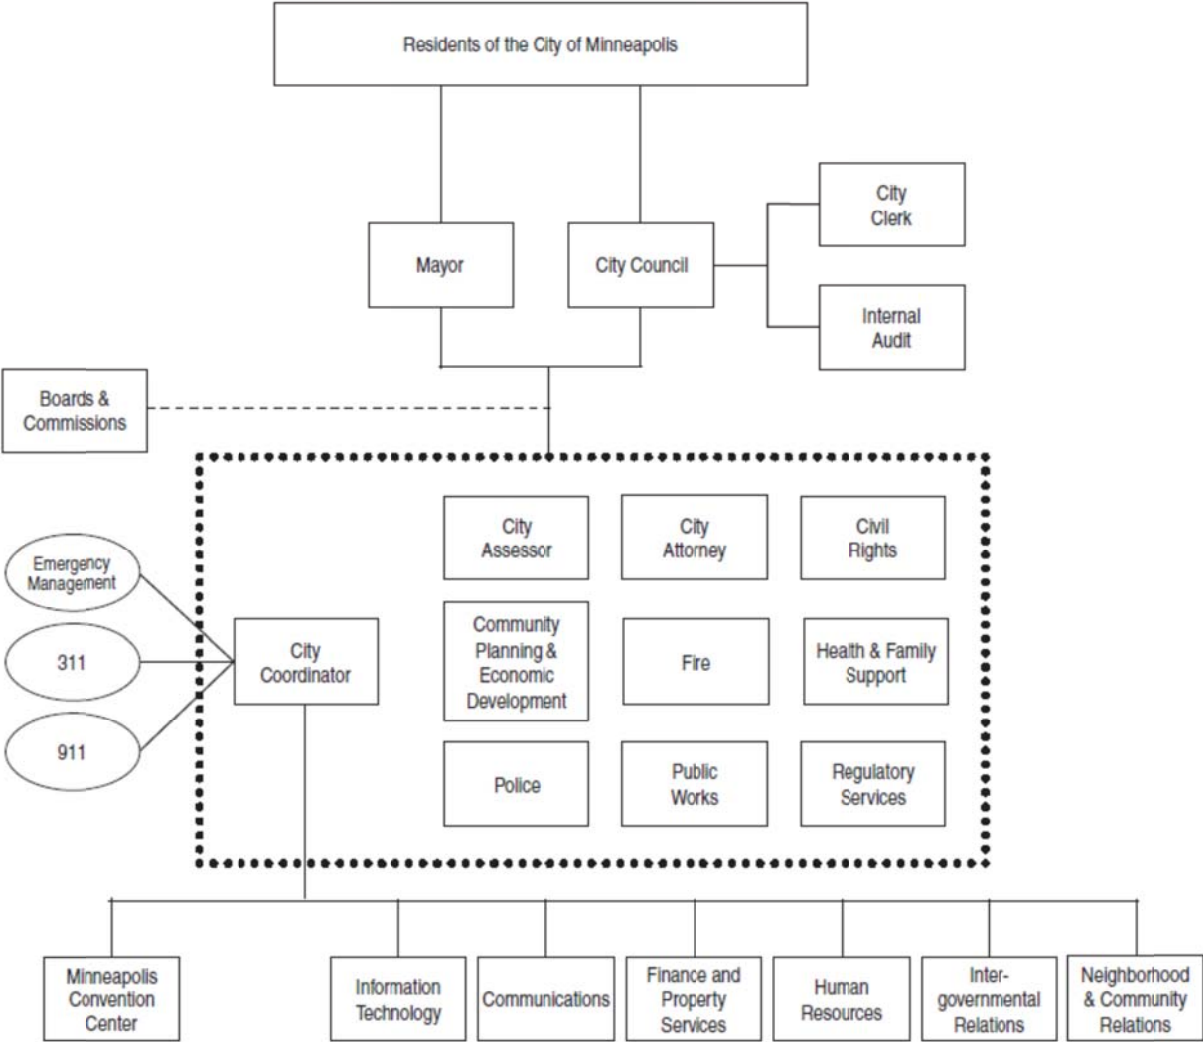 Residents of the City of Minneapolis
City
Clerk
Mayor
City Council
Internal
Audit
Boards &
Commissions
City
Assessor
City
Attorney
Civil
Rights
Emergency
Management
311
911
City
Coordinator
Community
Planning &
Economic
Development
Fire
Health & Family
Support
Police
Public
Works
Regulatory
Services
Minneapolis
Convention
Center
Information
Technology
Communications
Finance and
Property
Services
Human
Resources
Inter-
governmental
Relations
Neighborhood
& Community
Relations